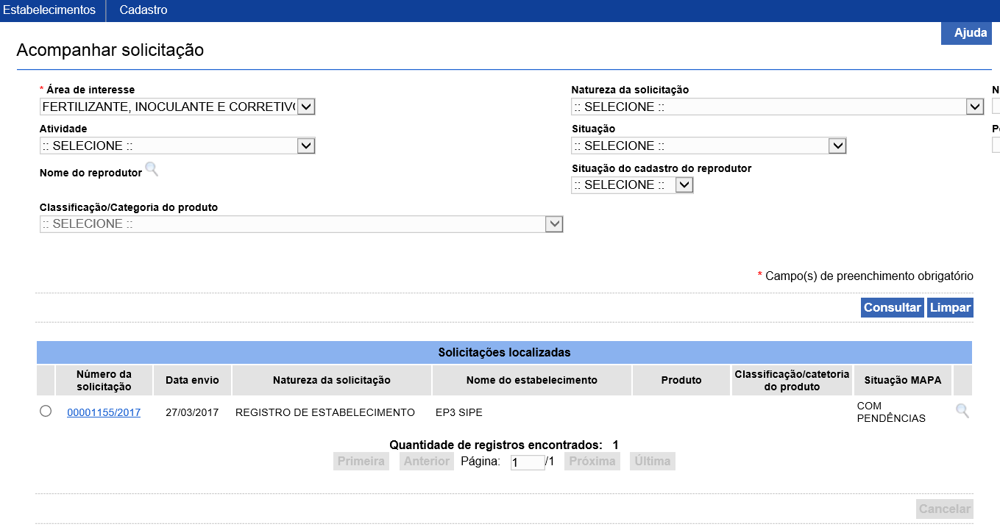 Estabelecimentos Cadastro
Ajuda
Acompanhar solicitação
* Área de interesse
FERTILIZANTE, INOCULANTE E CORRETIV
Natureza da solicitação
:: SELECIONE ::
N
Atividade
:: SELECIONE ::
Situação
:: SELECIONE ::
P
Nome do reprodutor
Situação do cadastro do reprodutor
:: SELECIONE ::
Classificação/Categoria do produto
:: SELECIONE ::
* Campo(s) de preenchimento obrigatório
Consultar Limpar
Solicitações localizadas
Número da solicitação Data envio Natureza da solicitação Nome do estabelecimento Produto Classificação/catetoria do produto Situação MAPA
00001155/2017 27/03/2017 REGISTRO DE ESTABELECIMENTO EP3 SIPE COM PENDÊNCIAS
Quantidade de registros encontrados: 1
Primeira Anterior Página: 1 /1 Próxima Última
Cancelar